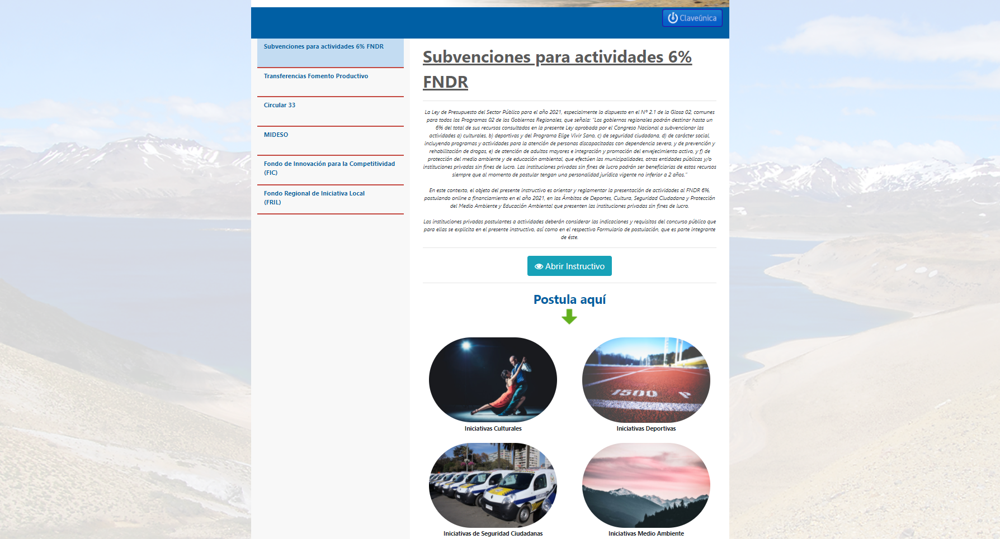 Claveúnica
Subvenciones para actividades 6% FNDR
Transferencias Fomento Productivo
Circular 33
MIDESO
Fondo de Innovación para la Competitividad
(FIC)
Fondo Regional de Iniciativa Local
(FRIL)
Subvenciones para actividades 6%
FNDR
La Ley de Presupuesto del Sector Público para el año 2021, especialmente lo dispuesto en el Nº 2.1 de la Glosa 02, comunes
para todos los Programas 02 de los Gobiernos Regionales, que señala: "Los gobiernos regionales podrán destinar hasta un
6% del total de sus recursos consultados en la presente Ley aprobada por el Congreso Nacional a subvencionar las
actividades a) culturales, b) deportivas y del Programa Elige Vivir Sano, c) de seguridad ciudadana, d) de carácter social,
incluyendo programas y actividades para la atención de personas discapacitadas con dependencia severa, y de prevención y
rehabilitación de drogas, e) de atención de adultos mayores e integración y promoción del envejecimiento activo, y f) de
protección del medio ambiente y de educación ambiental, que efectúen las municipalidades, otras entidades públicas y/o
instituciones privadas sin fines de lucro. Las instituciones privadas sin fines de lucro podrán ser beneficiarias de estos recursos
siempre que al momento de postular tengan una personalidad jurídica vigente no inferior a 2 años."
En este contexto, el objeto del presente instructivo es orientar y reglamentar la presentación de actividades al FNDR 6%,
postulando online a financiamiento en el año 2021, en los Ámbitos de Deportes, Cultura, Seguridad Ciudadana y Protección
del Medio Ambiente y Educación Ambiental que presenten las instituciones privadas sin fines de lucro.
Las instituciones privadas postulantes a actividades deberán considerar las indicaciones y requisitos del concurso público que
para ellas se explicita en el presente instructivo, así como en el respectivo Formulario de postulación, que es parte integrante
de éste.
Abrir Instructivo
Postula aquí
1500 P
Iniciativas Culturales
Iniciativas Deportivas
Iniciativas de Seguridad Ciudadanas
Iniciativas Medio Ambiente